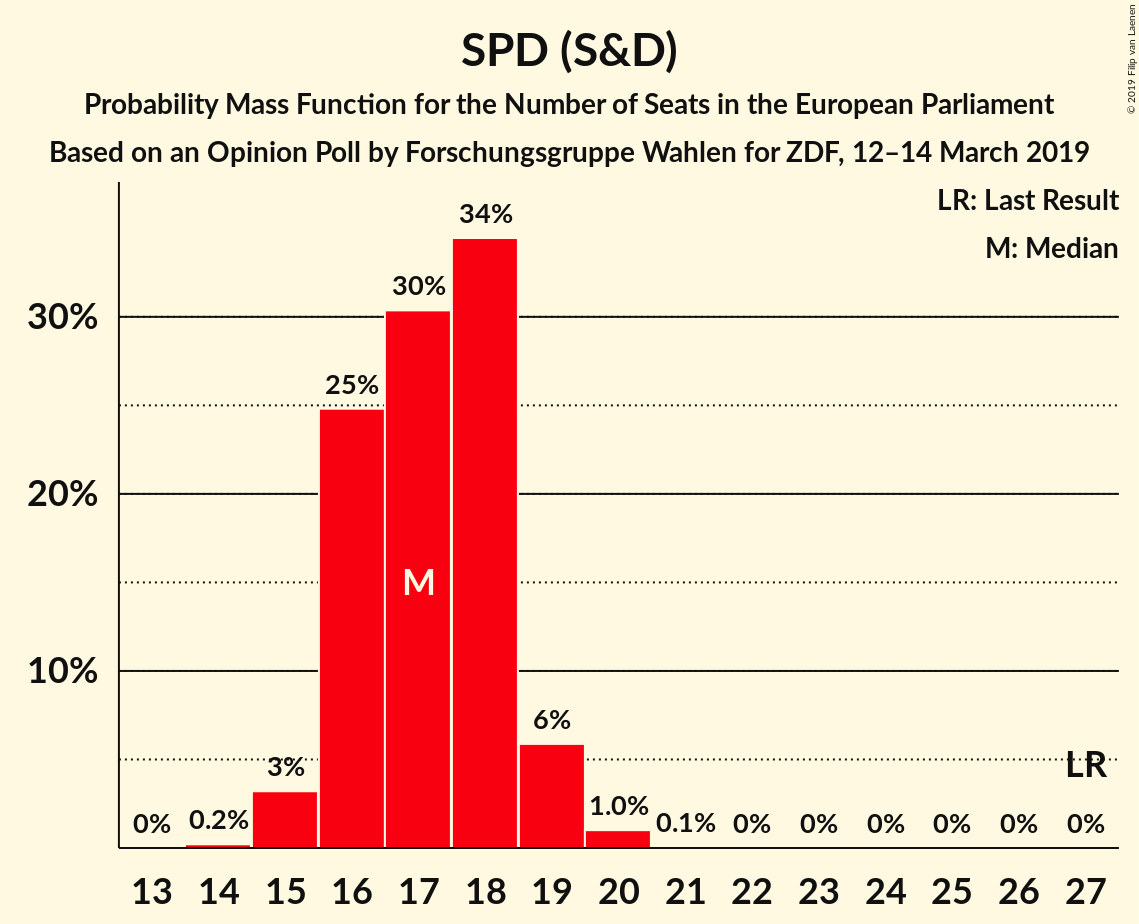 SPD (S&D)
Probability Mass Function for the Number of Seats in the European Parliament
Based on an Opinion Poll by Forschungsgruppe Wahlen for ZDF, 12–14 March 2019
© 2019 Filip van Laenen
LR: Last Result
M: Median
34%
30%
30%
25%
20%
M
10%
6%
LR
3%
1.0%
0%
0.2%
0.1%
0%
0%
0%
0%
0%
0%
13 14 15 16 17 18 19 20 21 22 23 24 25 26 27